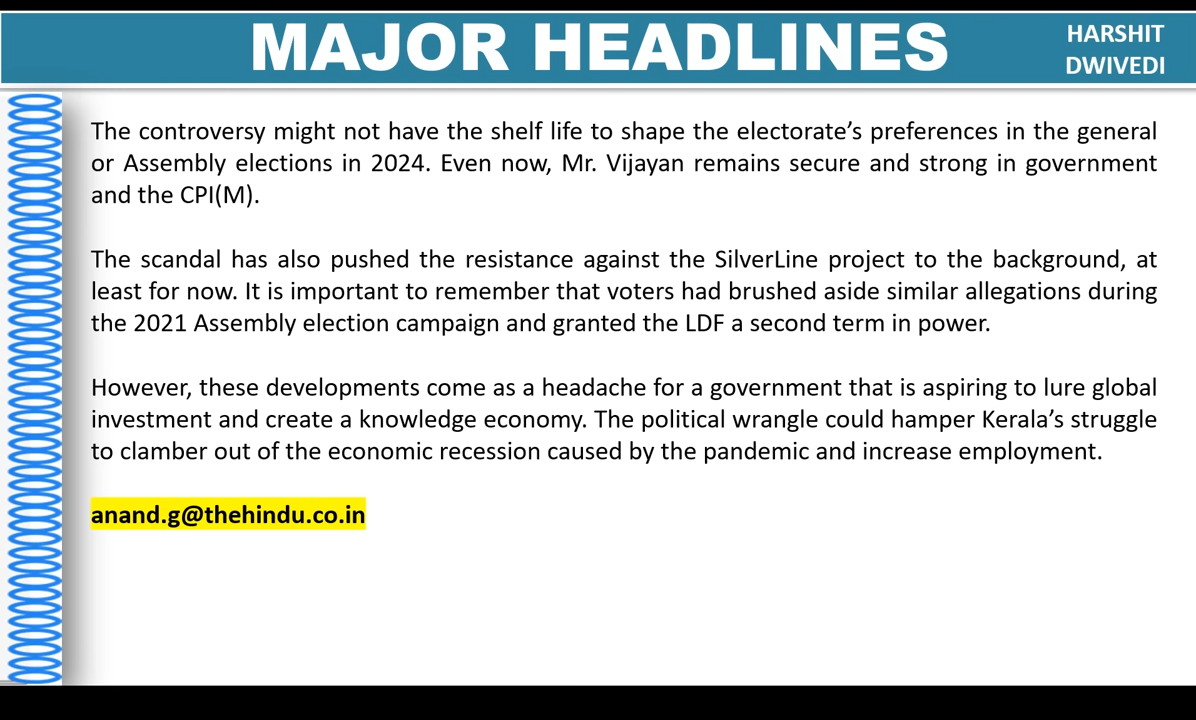 MAJOR HEADLINES
HARSHIT
DWIVEDI
The controversy might not have the shelf life to shape the electorate’s preferences in the general
or Assembly elections in 2024. Even now, Mr. Vijayan remains secure and strong in government
and the CPI(M).
The scandal has also pushed the resistance against the SilverLine project to the background, at
least for now. It is important to remember that voters had brushed aside similar allegations during
the 2021 Assembly election campaign and granted the LDF a second term in power.
However, these developments come as a headache for a government that is aspiring to lure global
investment and create a knowledge economy. The political wrangle could hamper Kerala’s struggle
to clamber out of the economic recession caused by the pandemic and increase employment.
anand.g@thehindu.co.in